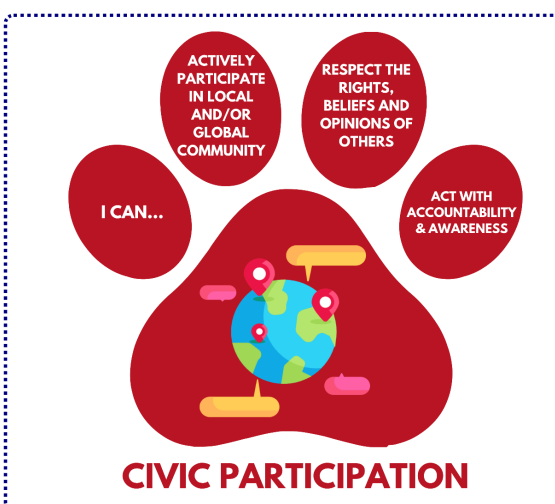 I CAN...
ACTIVELY
PARTICIPATE
IN LOCAL
AND/OR
GLOBAL
COMMUNITY
RESPECT THE
RIGHTS,
BELIEFS AND
OPINIONS OF
OTHERS
ACT WITH
ACCOUNTABILITY
& AWARENESS
CIVIC PARTICIPATION